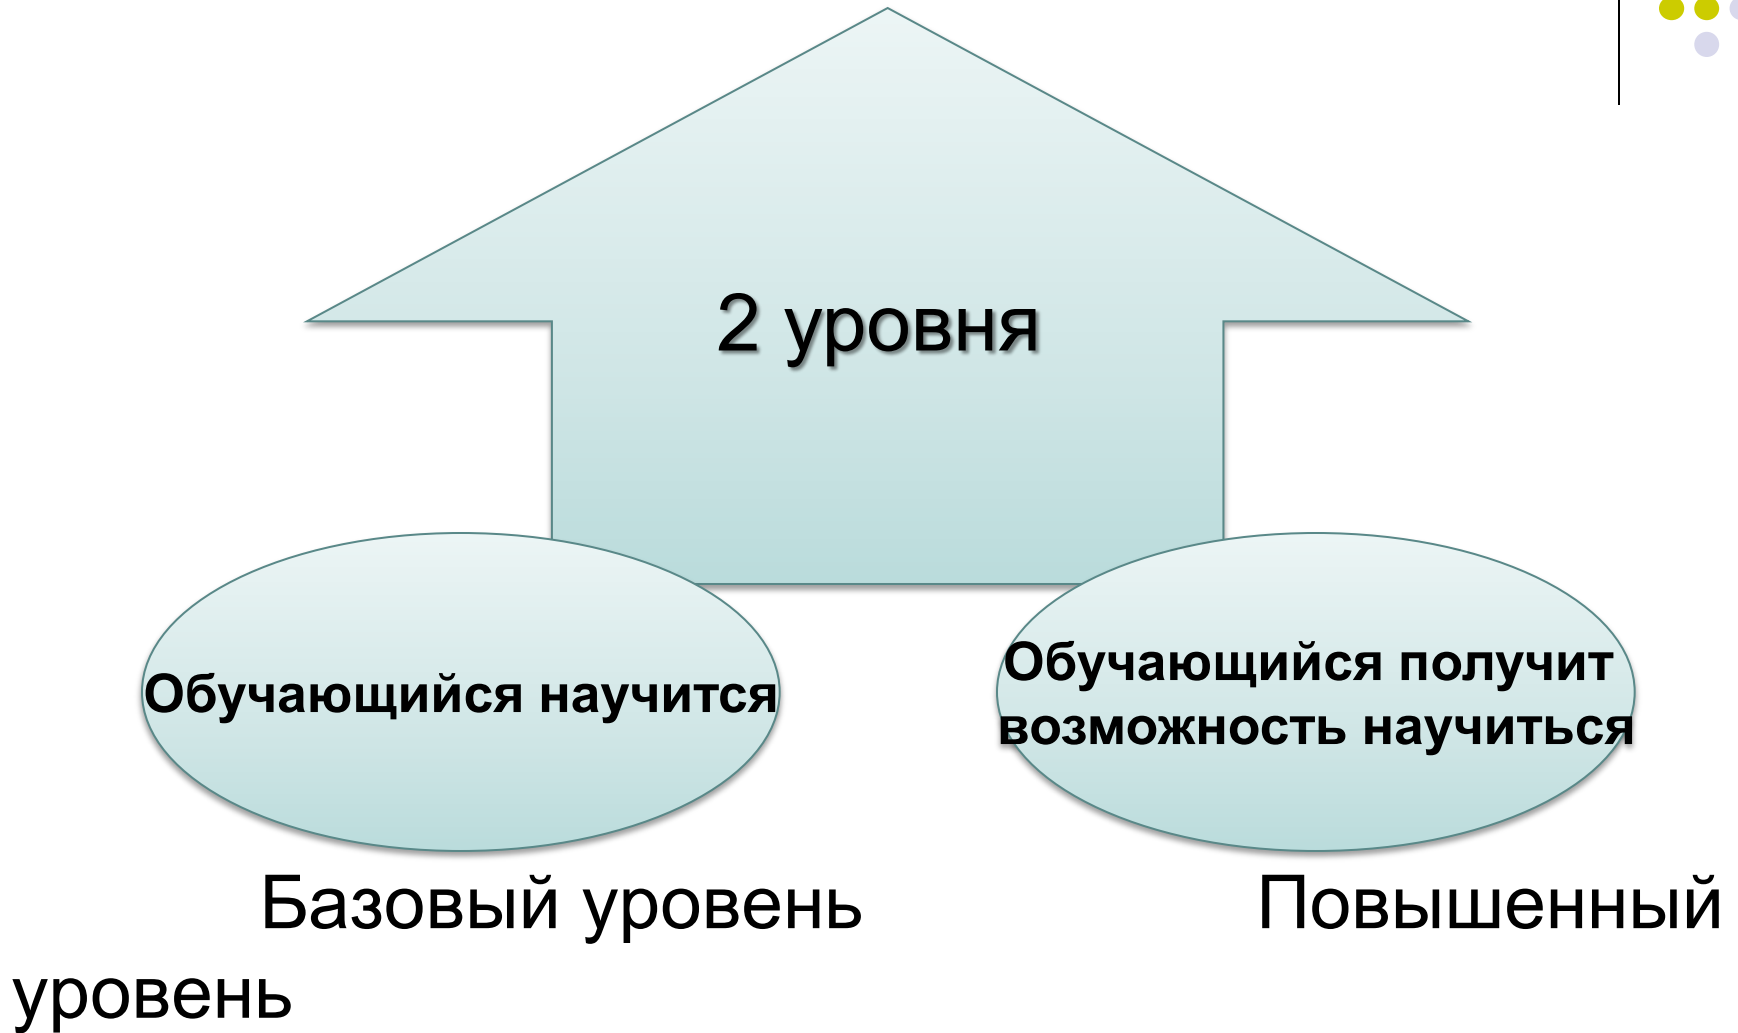 2 уровня
Обучающийся научится
Обучающийся получит
возможность научиться
Базовый уровень Повышенный
уровень